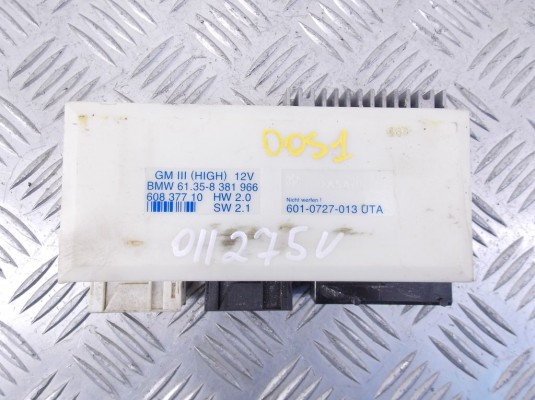 0051
GM III (HIGH) 12V
BMW 61.35-8 381 966
608 377 10 HW 2.0
SW 2.1
Nicht werfen !
601-0727-013 UTA
011275V